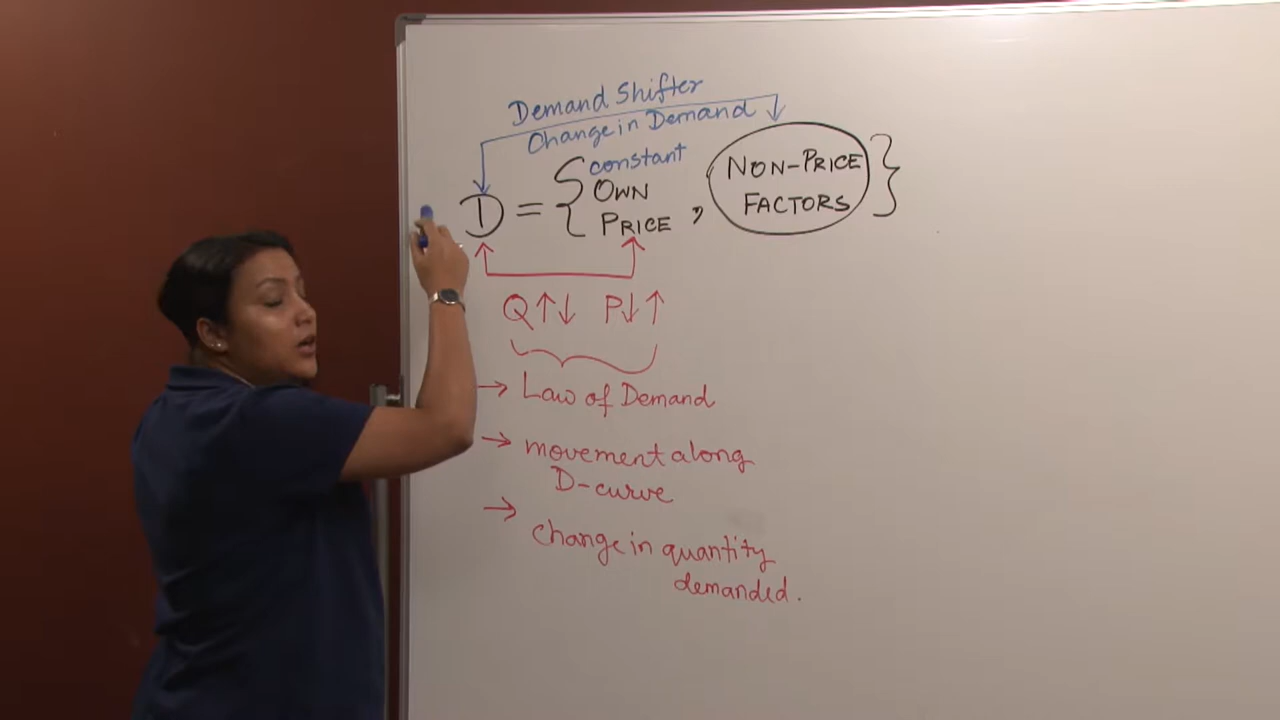 Demand Shifter
Change in Demand
constant
D = { OWN PRICE , NON-PRICE FACTORS }
Q↑↓ P↓↑
→ Law of Demand
→ movement along
D-curve
→ change in quantity
demanded.